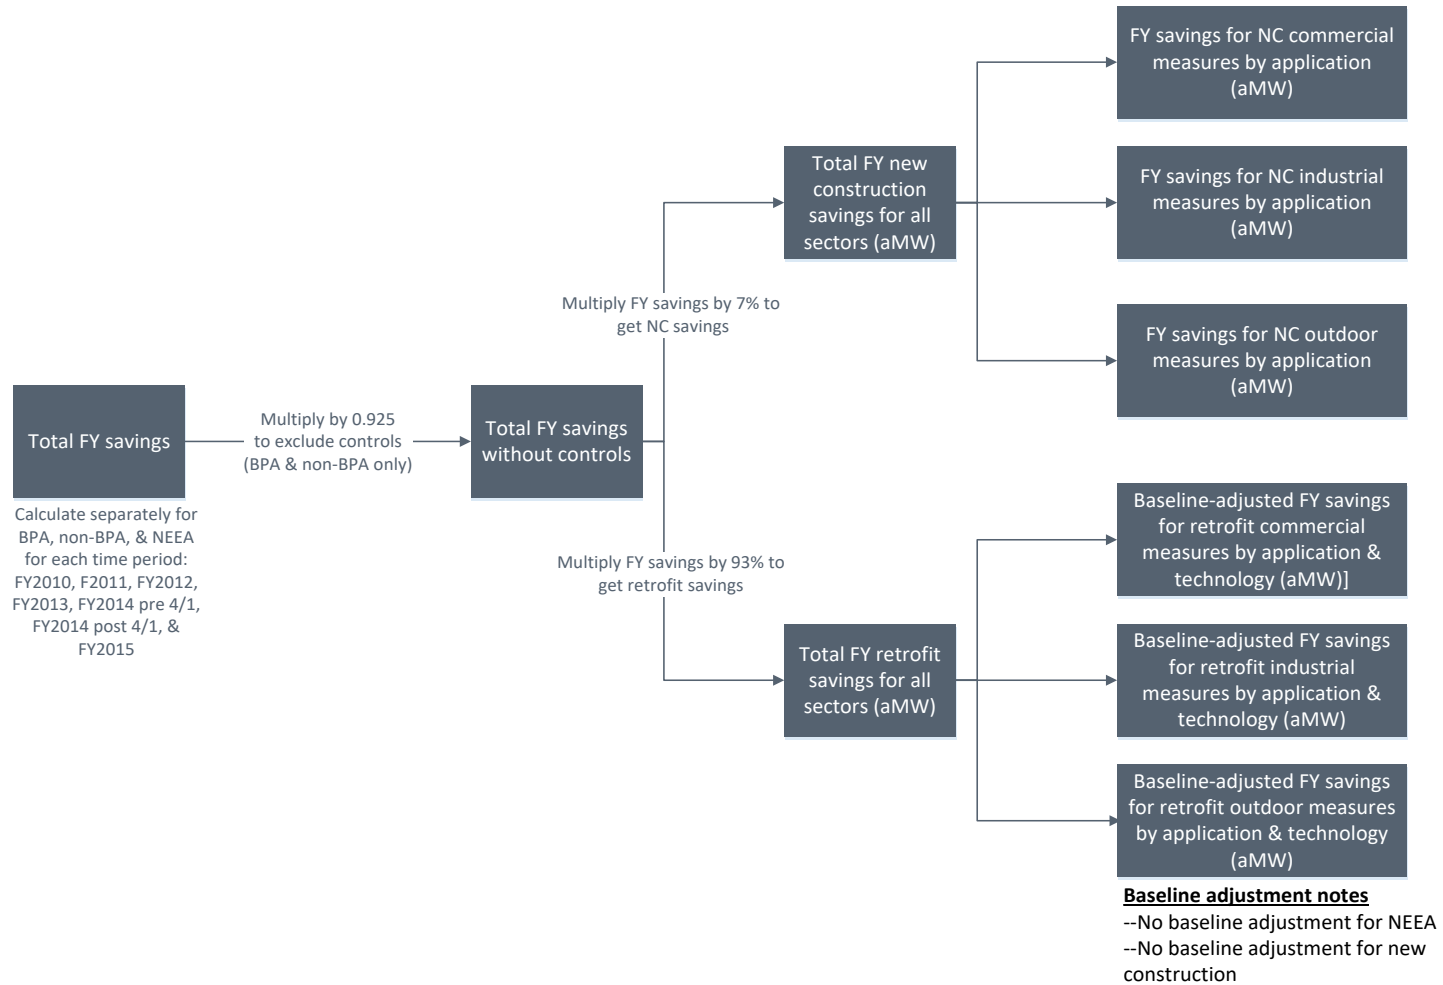 Total FY savings
Calculate separately for
BPA, non-BPA, & NEEA
for each time period:
FY2010, F2011, FY2012,
FY2013, FY2014 pre 4/1,
FY2014 post 4/1, &
FY2015
Multiply by 0.925
to exclude controls
(BPA & non-BPA only)
Total FY savings
without controls
Multiply FY savings by 7% to
get NC savings
Multiply FY savings by 93% to
get retrofit savings
Total FY new
construction
savings for all
sectors (aMW)
Total FY retrofit
savings for all
sectors (aMW)
FY savings for NC commercial
measures by application
(aMW)
FY savings for NC industrial
measures by application
(aMW)
FY savings for NC outdoor
measures by application
(aMW)
Baseline-adjusted FY savings
for retrofit commercial
measures by application &
technology (aMW)]
Baseline-adjusted FY savings
for retrofit industrial
measures by application &
technology (aMW)
Baseline-adjusted FY savings
for retrofit outdoor measures
by application & technology
(aMW)
Baseline adjustment notes
--No baseline adjustment for NEEA
--No baseline adjustment for new
construction